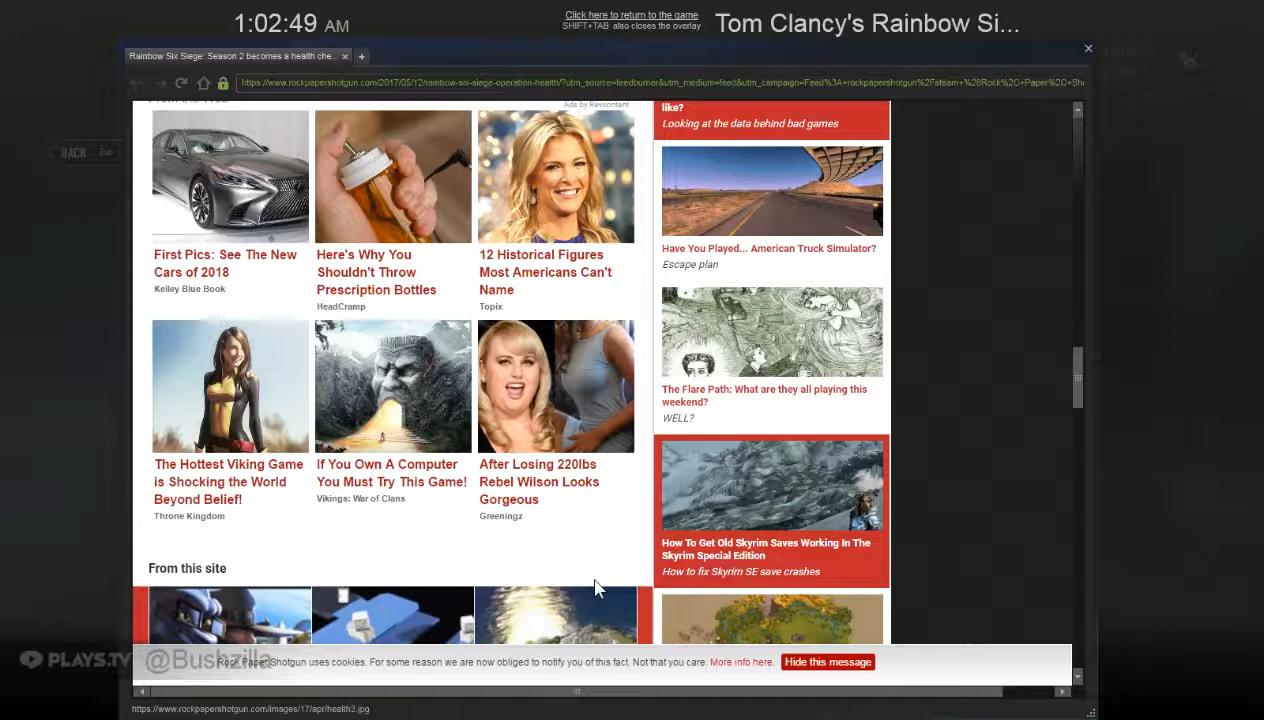 1:02:49 AM
Click here to return to the game
SHIFT+TAB also closes the overlay
Tom Clancy's Rainbow Si...
Rainbow Six Siege: Season 2 becomes a health che...
https://www.rockpapershotgun.com/2017/05/12/rainbow-six-siege-operation-health/?utm_source=feedburner&utm_medium=feed&utm_campaign=Feed%3A+rockpapershotgun%2Fsteam+%28Rock%2C+Paper%2C+Sh
BACK
Ads by Revcontent
First Pics: See The New
Cars of 2018
Kelley Blue Book
Here's Why You
Shouldn't Throw
Prescription Bottles
HeadCramp
12 Historical Figures
Most Americans Can't
Name
Topix
The Hottest Viking Game
is Shocking the World
Beyond Belief!
Throne Kingdom
If You Own A Computer
You Must Try This Game!
Vikings: War of Clans
After Losing 220lbs
Rebel Wilson Looks
Gorgeous
Greeningz
From this site
like?
Looking at the data behind bad games
Have You Played... American Truck Simulator?
Escape plan
The Flare Path: What are they all playing this
weekend?
WELL?
How To Get Old Skyrim Saves Working In The
Skyrim Special Edition
How to fix Skyrim SE save crashes
PLAYS.TV @Bushzilla
Rock Paper Shotgun uses cookies. For some reason we are now obliged to notify you of this fact. Not that you care. More info here. Hide this message
https://www.rockpapershotgun.com/images/17/apr/health3.jpg